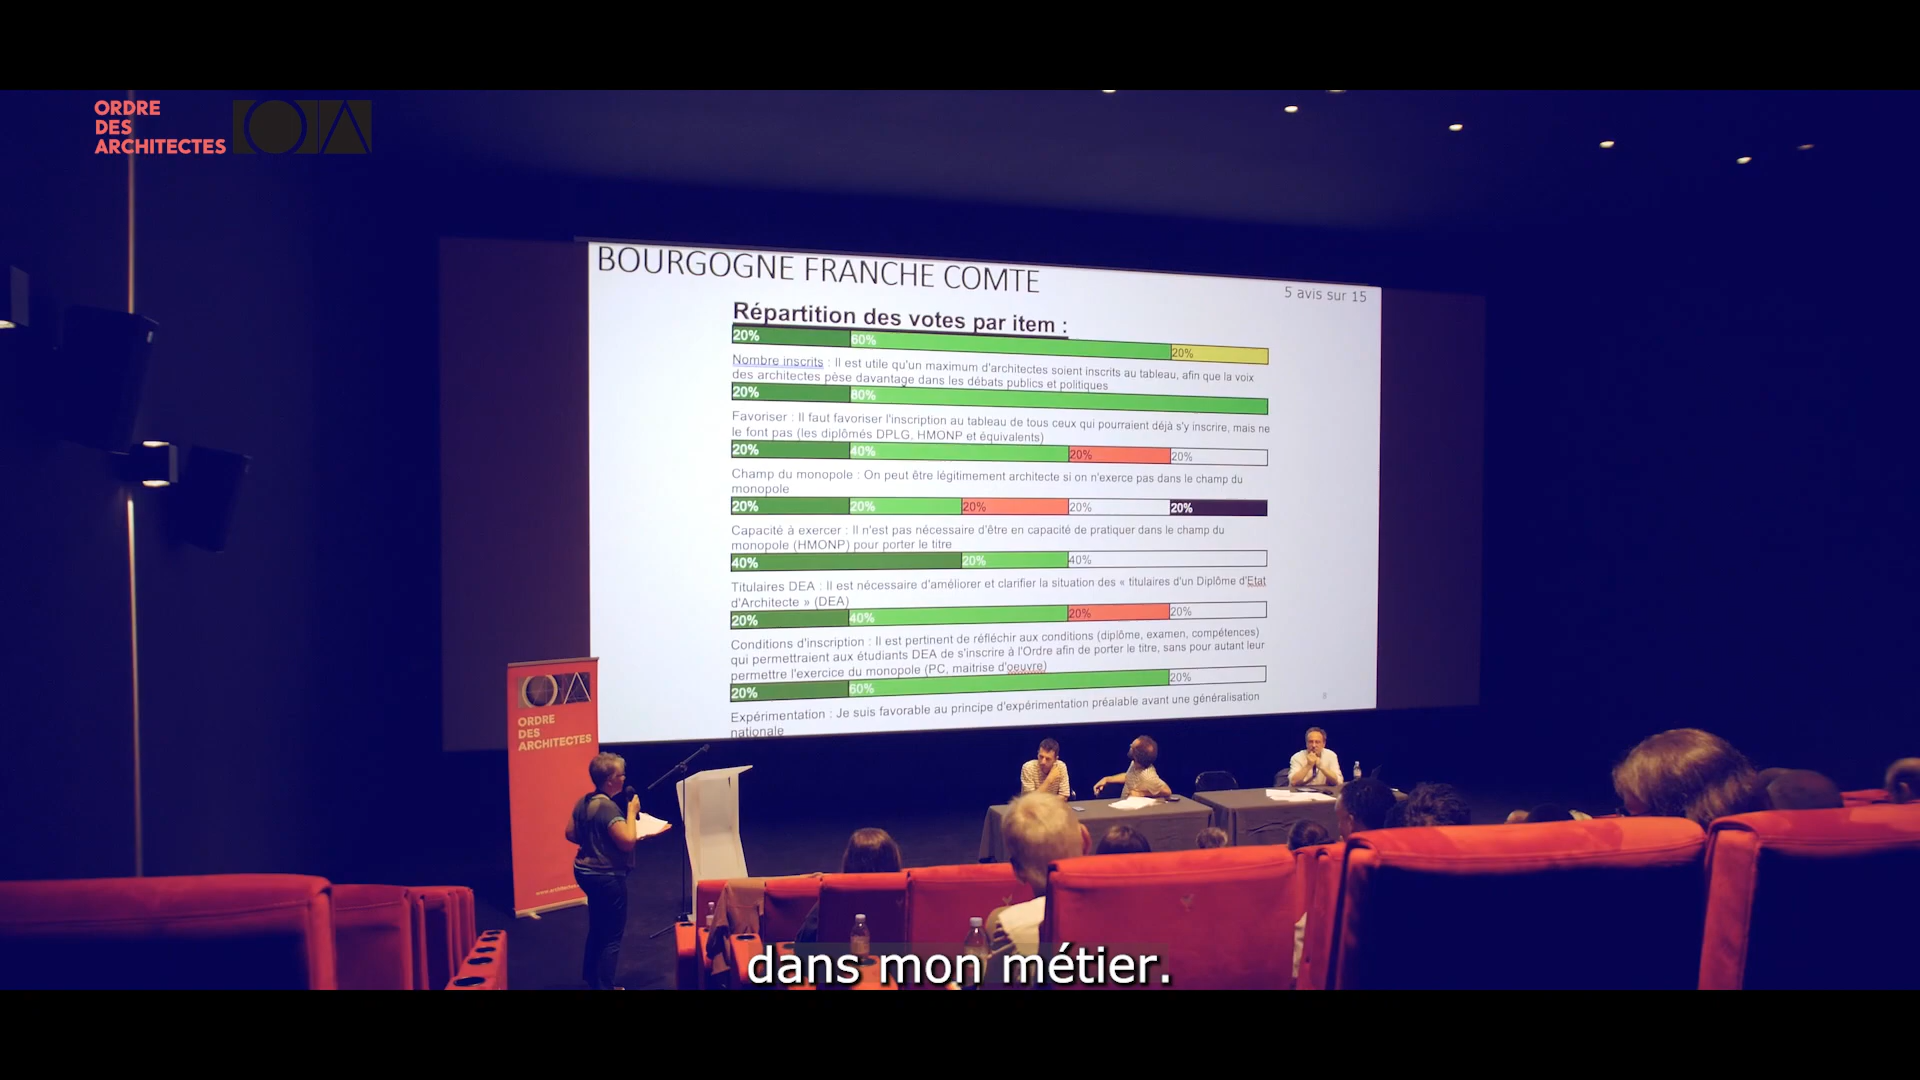 ORDRE
DES
ARCHITECTES
BOURGOGNE FRANCHE COMTE
5 avis sur 15
Répartition des votes par item :
20% 60% 20%
Nombre inscrits : Il est utile qu'un maximum d'architectes soient inscrits au tableau, afin que la voix
des architectes pèse davantage dans les débats publics et politiques
20% 80%
Favoriser : Il faut favoriser l'inscription au tableau de tous ceux qui pourraient déjà s'y inscrire, mais ne
le font pas (les diplômés DPLG, HMONP et équivalents)
20% 40% 20% 20%
Champ du monopole : On peut être légitimement architecte si on n'exerce pas dans le champ du
monopole
20% 20% 20% 20% 20%
Capacité à exercer : Il n'est pas nécessaire d'être en capacité de pratiquer dans le champ du
monopole (HMONP) pour porter le titre
40% 20% 40%
Titulaires DEA : Il est nécessaire d'améliorer et clarifier la situation des « titulaires d'un Diplôme d'Etat
d'Architecte » (DEA)
20% 40% 20% 20%
Conditions d'inscription : Il est pertinent de réfléchir aux conditions (diplôme, examen, compétences)
qui permettraient aux étudiants DEA de s'inscrire à l'Ordre afin de porter le titre, sans pour autant leur
permettre l'exercice du monopole (PC, maitrise d'oeuvre)
20% 60% 20%
Expérimentation : Je suis favorable au principe d'expérimentation préalable avant une généralisation
nationale
ORDRE
DES
ARCHITECTES
dans mon métier.